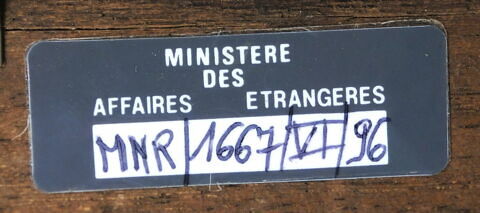 MINISTERE
DES
AFFAIRES ETRANGERES
MNR/1667/VI/96